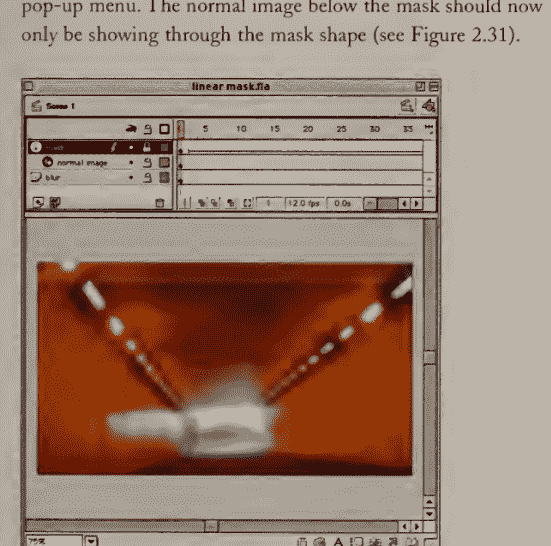 pop-up menu. The normal image below the mask should now
only be showing through the mask shape (see Figure 2.31).
linear mask.fla
Scene 1
5 10 15 20 25 30 35
normal image
blur
1 12.0 fps 0.0s
75%